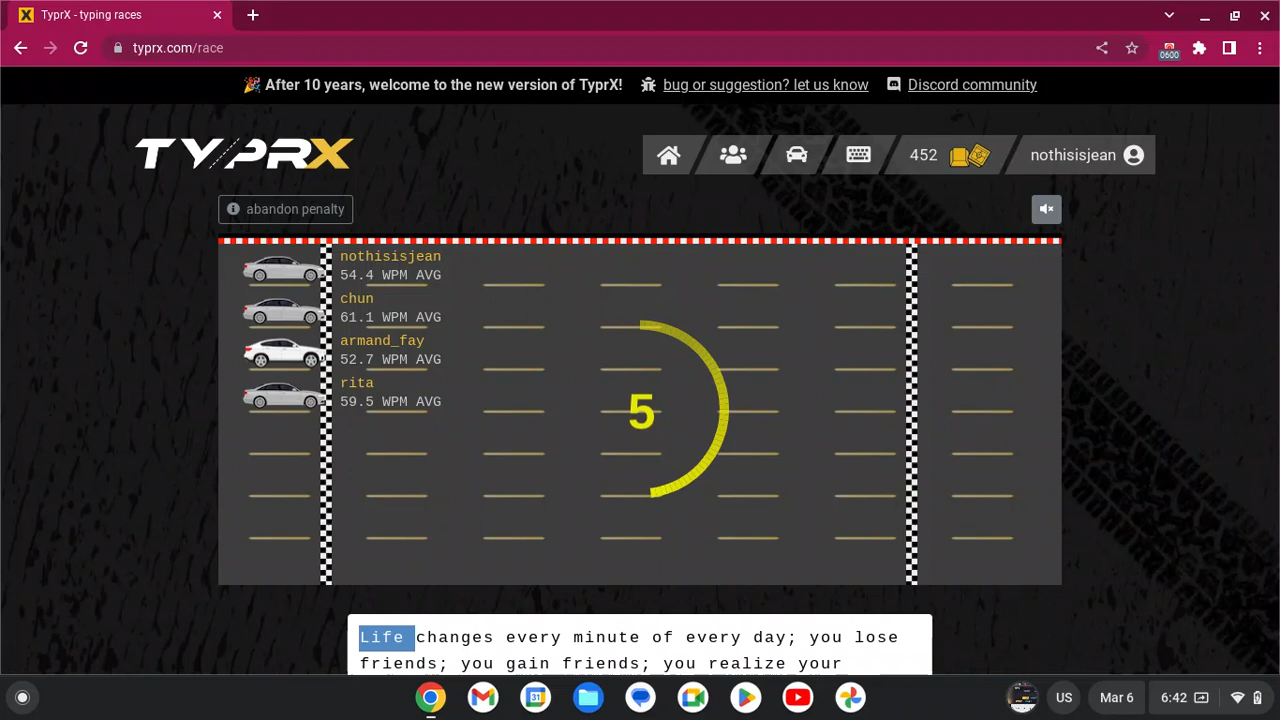 TyprX - typing races
typrx.com/race
0600
🎉 After 10 years, welcome to the new version of TyprX! bug or suggestion? let us know Discord community
TYPRX
452
nothisisjean
abandon penalty
nothisisjean
54.4 WPM AVG
chun
61.1 WPM AVG
armand_fay
52.7 WPM AVG
rita
59.5 WPM AVG
5
Life changes every minute of every day; you lose
friends; you gain friends; you realize your
31
US
Mar 6
6:42